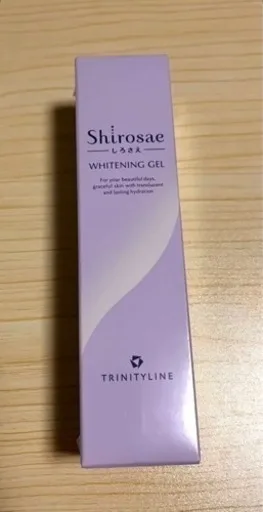 Shirosae
しろさえ
WHITENING GEL
For your beautiful days,
graceful skin with translucent
and lasting hydration
TRINITYLINE